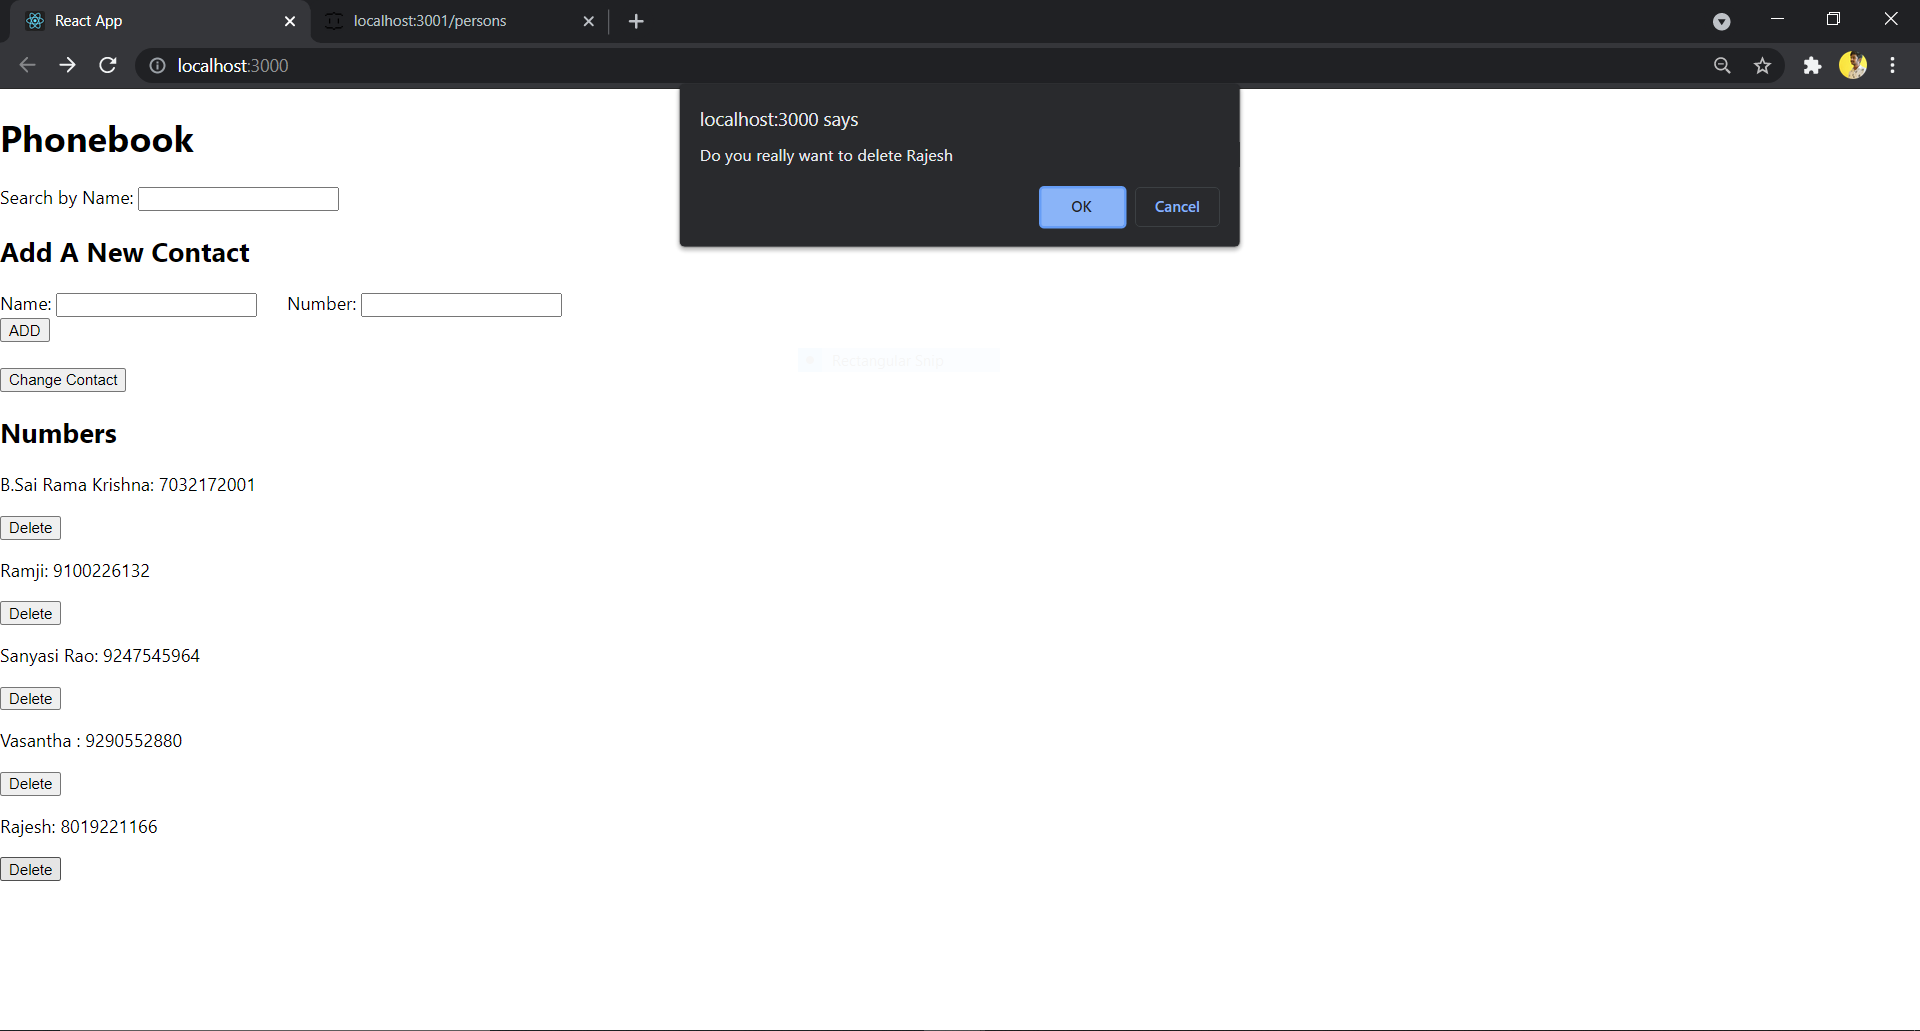 React App
localhost:3001/persons
localhost:3000
localhost:3000 says
Do you really want to delete Rajesh
OK
Cancel
Phonebook
Search by Name:
Add A New Contact
Name:
Number:
ADD
Rectangular Snip
Change Contact
Numbers
B.Sai Rama Krishna: 7032172001
Delete
Ramji: 9100226132
Delete
Sanyasi Rao: 9247545964
Delete
Vasantha : 9290552880
Delete
Rajesh: 8019221166
Delete